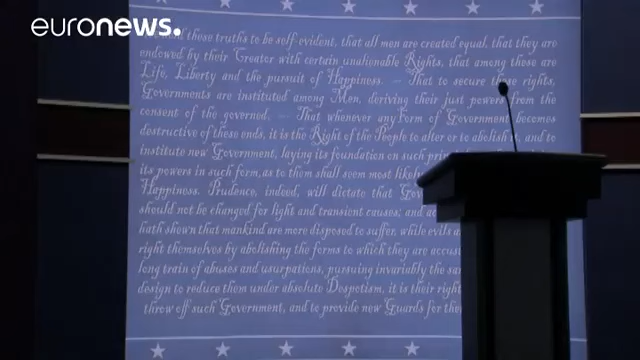 euronews.
these truths to be self-evident, that all men are created equal, that they are
endowed by their Creator with certain unalienable Rights, that among these are
Life, Liberty and the pursuit of Happiness. — That to secure these rights,
Governments are instituted among Men, deriving their just powers from the
consent of the governed. — That whenever any form of Government becomes
destructive of these ends, it is the Right of the People to alter or to abolish it, and to
institute new Government, laying its foundation on such
its powers in such form, as to them shall seem most likely
Happiness. Prudence, indeed, will dictate that
should not be changed for light and transient causes; and
hath shown that mankind are more disposed to suffer, while evils
right themselves by abolishing the forms to which they are
long train of abuses and usurpations, pursuing invariably the
design to reduce them under absolute Despotism, it is their right
throw off such Government, and to provide new Guards for